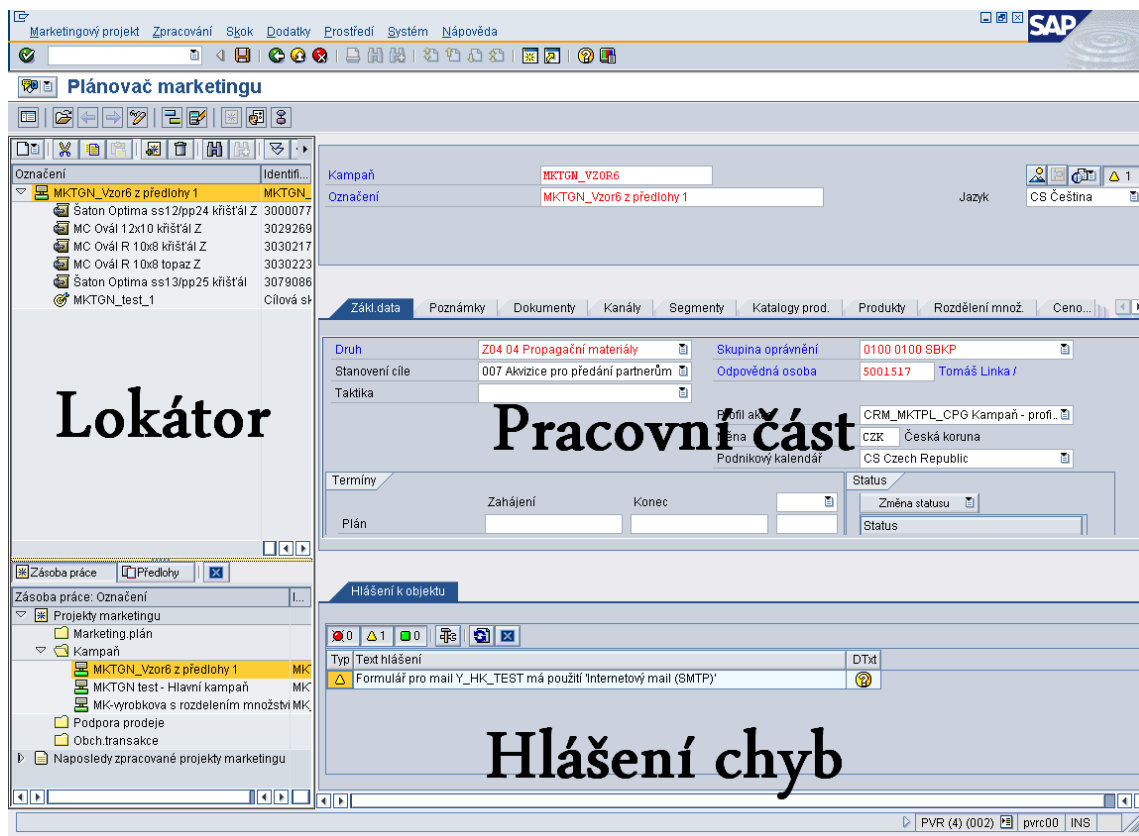 Marketingový projekt Zpracování Skok Dodatky Prostředí Systém Nápověda
SAP
Plánovač marketingu
Označení Identifi...
MKTGN_Vzor6 z předlohy 1 MKTGN_
Šaton Optima ss12/pp24 křišťál Z 3000077
MC Ovál 12x10 křišťál Z 3029269
MC Ovál R 10x8 křišťál Z 3030217
MC Ovál R 10x8 topaz Z 3030223
Šaton Optima ss13/pp25 křišťál 3079086
MKTGN_test_1 Cílová sk
Lokátor
Kampaň MKTGN_VZOR6 1
Označení MKTGN_Vzor6 z předlohy 1 Jazyk CS Čeština
Zákl.data Poznámky Dokumenty Kanály Segmenty Katalogy prod. Produkty Rozdělení množ. Ceno...
Druh Z04 04 Propagační materiály Skupina oprávnění 0100 0100 SBKP
Stanovení cíle 007 Akvizice pro předání partnerům Odpovědná osoba 5001517 Tomáš Linka /
Taktika
Profil akce CRM_MKTPL_CPG Kampaň - profi..
Pracovní část
Měna CZK Česká koruna
Podnikový kalendář CS Czech Republic
Termíny Status
Zahájení Konec Změna statusu
Plán Status
Zásoba práce Předlohy
Zásoba práce: Označení I...
Projekty marketingu
Marketing.plán
Kampaň
MKTGN_Vzor6 z předlohy 1 MK
MKTGN test - Hlavní kampaň MK
MK-vyrobkova s rozdelením množství MK_
Podpora prodeje
Obch.transakce
Naposledy zpracované projekty marketingu
Hlášení k objektu
0 1 0
Typ Text hlášení DTxt
Formulář pro mail Y_HK_TEST má použití 'Internetový mail (SMTP)'
Hlášení chyb
PVR (4) (002) pvrc00 INS